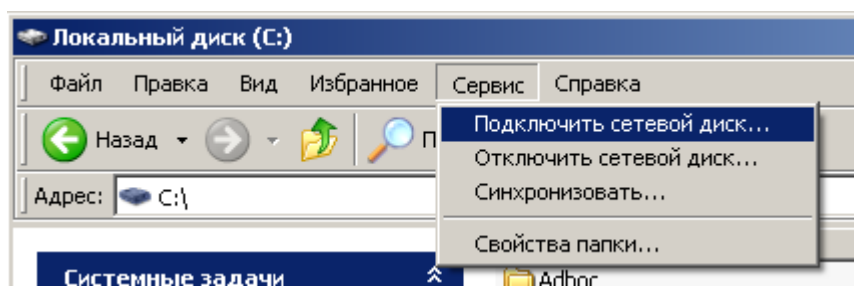 Локальный диск (C:)
Файл Правка Вид Избранное Сервис Справка
Назад
Подключить сетевой диск...
Отключить сетевой диск...
Синхронизовать...
Свойства папки...
Адрес: C:\
Системные задачи
Adhoc